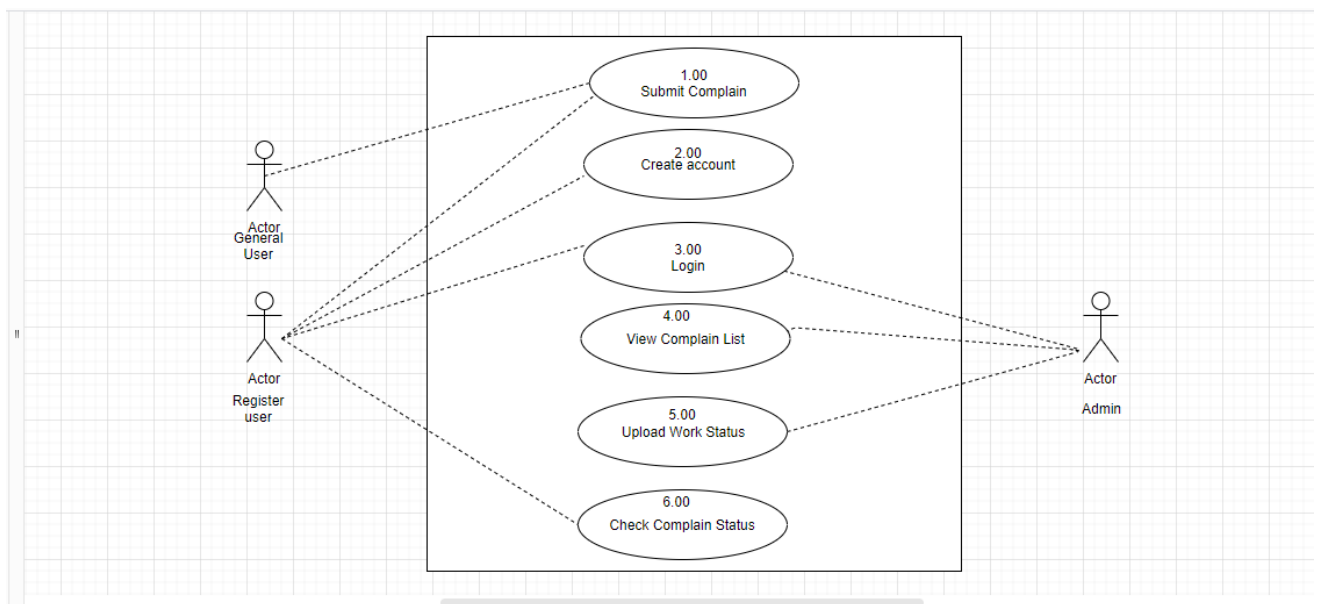 1.00
Submit Complain
2.00
Create account
Actor
General
User
3.00
Login
4.00
View Complain List
Actor
Register
user
Actor
Admin
5.00
Upload Work Status
6.00
Check Complain Status